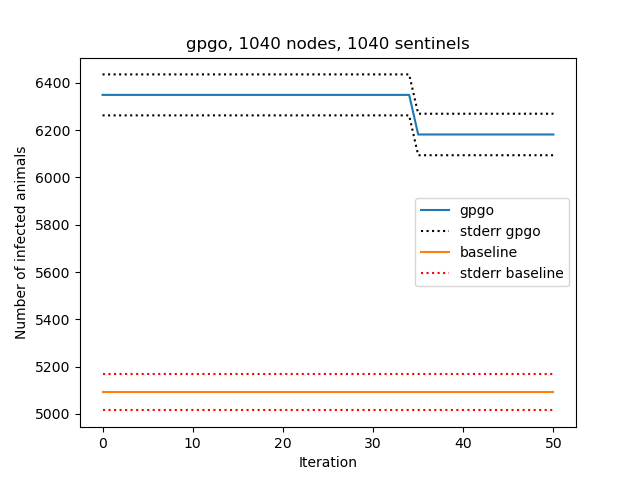 gpgo, 1040 nodes, 1040 sentinels
Number of infected animals
6400
6200
6000
5800
5600
5400
5200
5000
gpgo
stderr gpgo
baseline
stderr baseline
0 10 20 30 40 50
Iteration